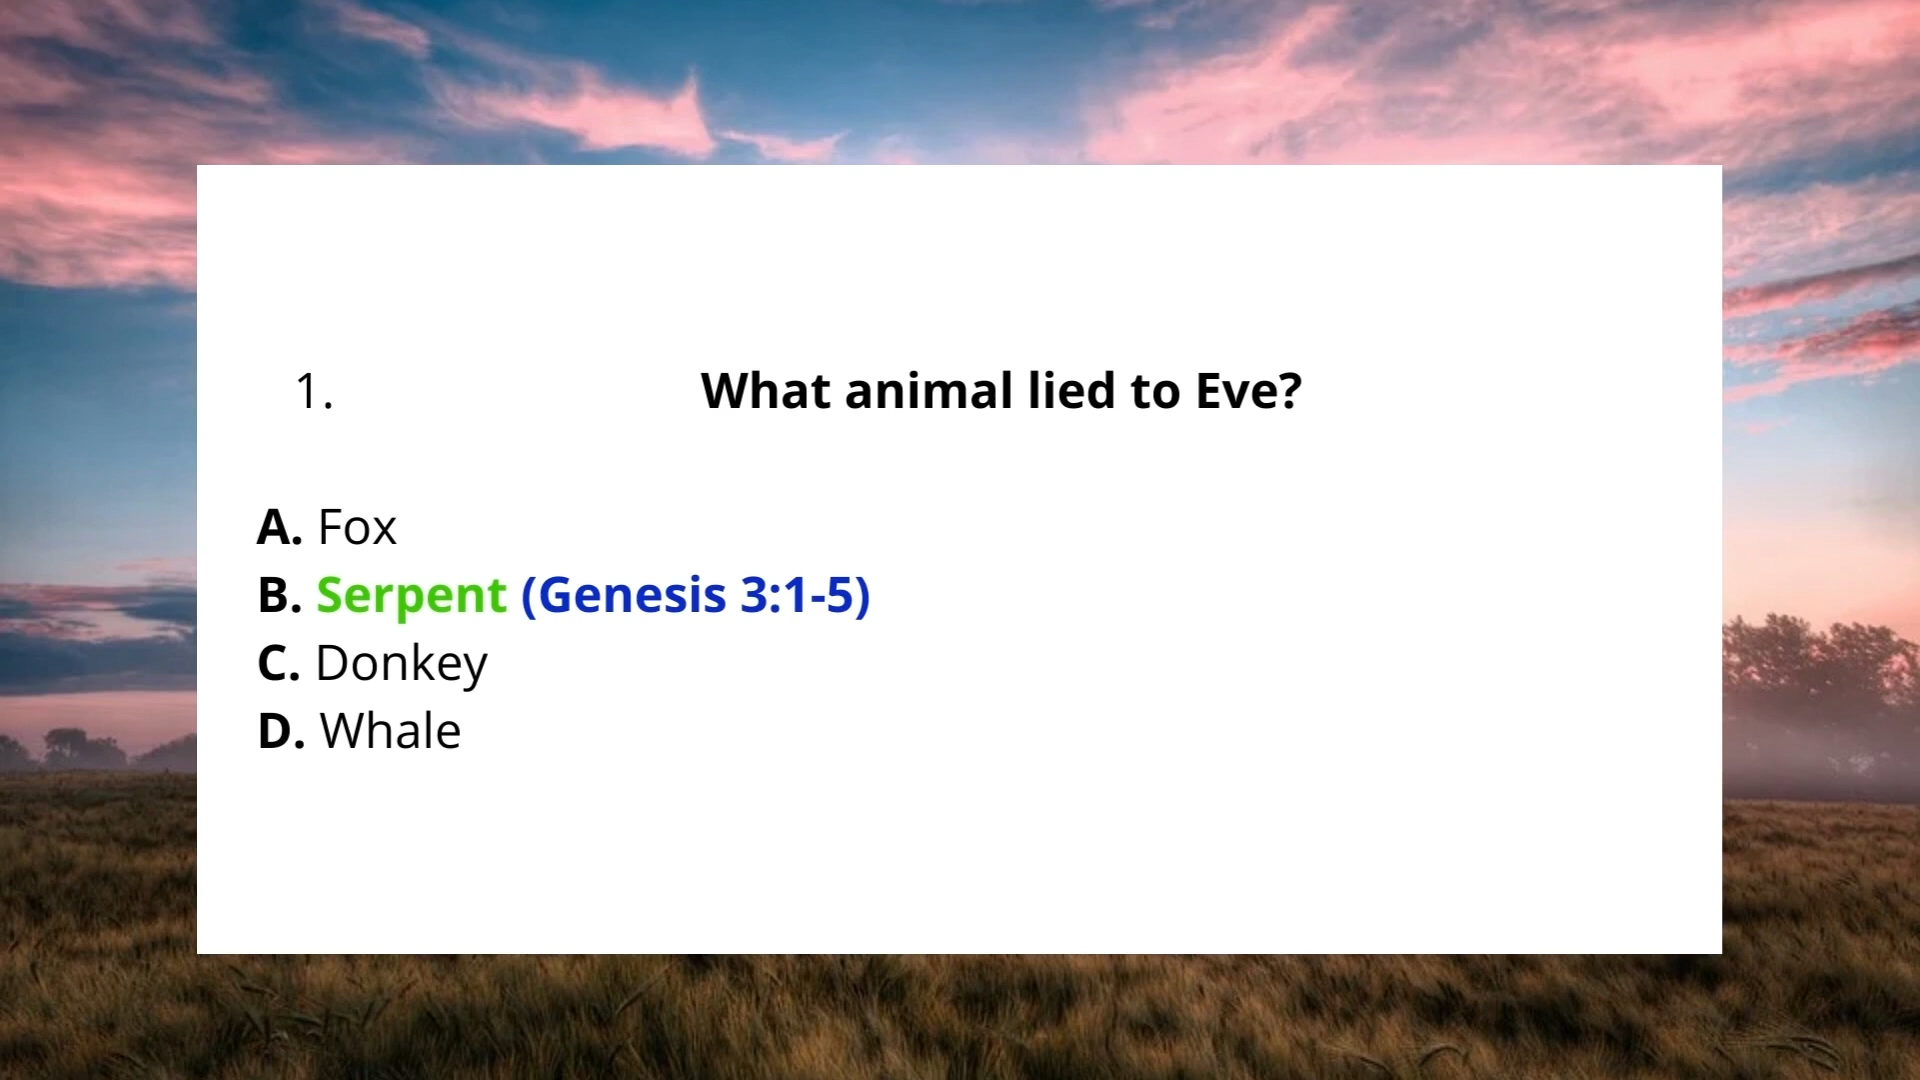 1. What animal lied to Eve?
A. Fox
B. Serpent (Genesis 3:1-5)
C. Donkey
D. Whale